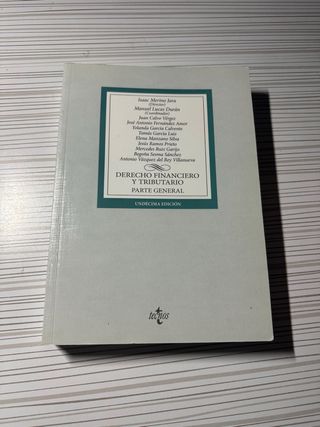 Isaac Merino Jara
(Director)
Manuel Lucas Durán
(Coordinador)
Juan Calvo Vérgez
José Antonio Fernández Amor
Yolanda García Calvente
Tomás García Luis
Elena Manzano Silva
Jesús Ramos Prieto
Mercedes Ruiz Garijo
Begoña Sesma Sánchez
Antonio Vázquez del Rey Villanueva
DERECHO FINANCIERO
Y TRIBUTARIO
PARTE GENERAL
UNDÉCIMA EDICIÓN
tecnos